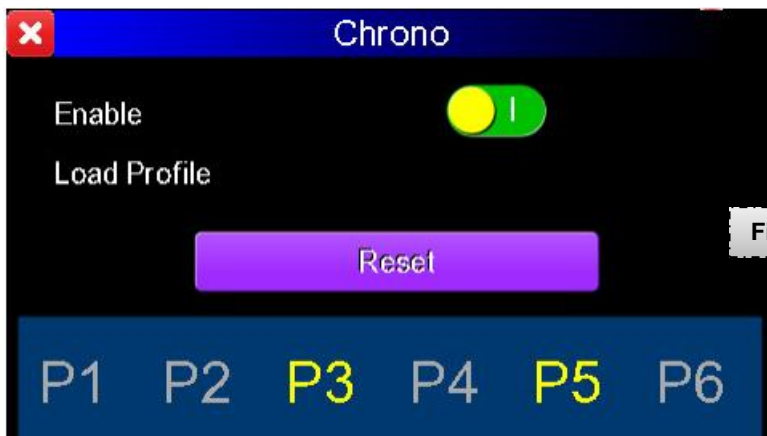 Chrono
Enable I
Load Profile
Reset
P1 P2 P3 P4 P5 P6